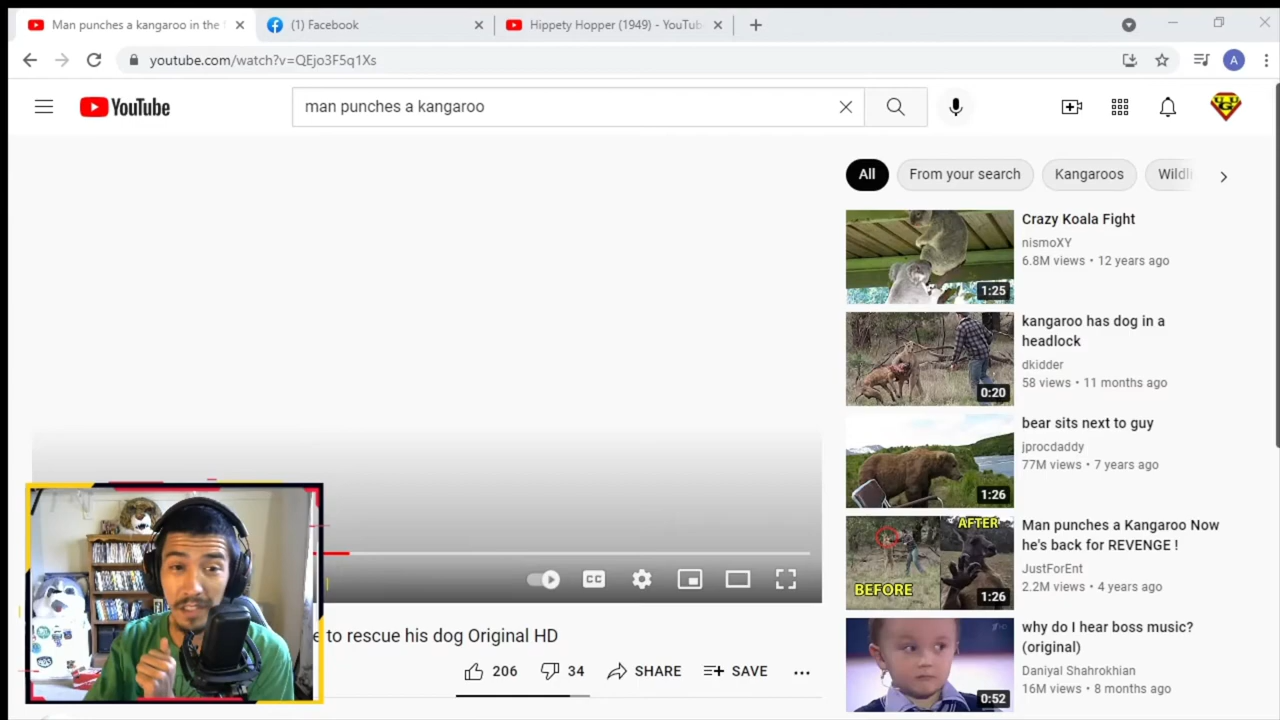 Man punches a kangaroo in the
(1) Facebook
Hippety Hopper (1949) - YouTub
youtube.com/watch?v=QEjo3F5q1Xs
A
YouTube
man punches a kangaroo
All
From your search
Kangaroos
Wildli
Crazy Koala Fight
nismoXY
6.8M views • 12 years ago
1:25
kangaroo has dog in a
headlock
dkidder
58 views • 11 months ago
0:20
bear sits next to guy
jprocdaddy
77M views • 7 years ago
1:26
AFTER
BEFORE
1:26
Man punches a Kangaroo Now
he's back for REVENGE !
JustForEnt
2.2M views • 4 years ago
why do I hear boss music?
(original)
Daniyal Shahrokhian
16M views • 8 months ago
0:52
CC
e to rescue his dog Original HD
206
34
SHARE
SAVE